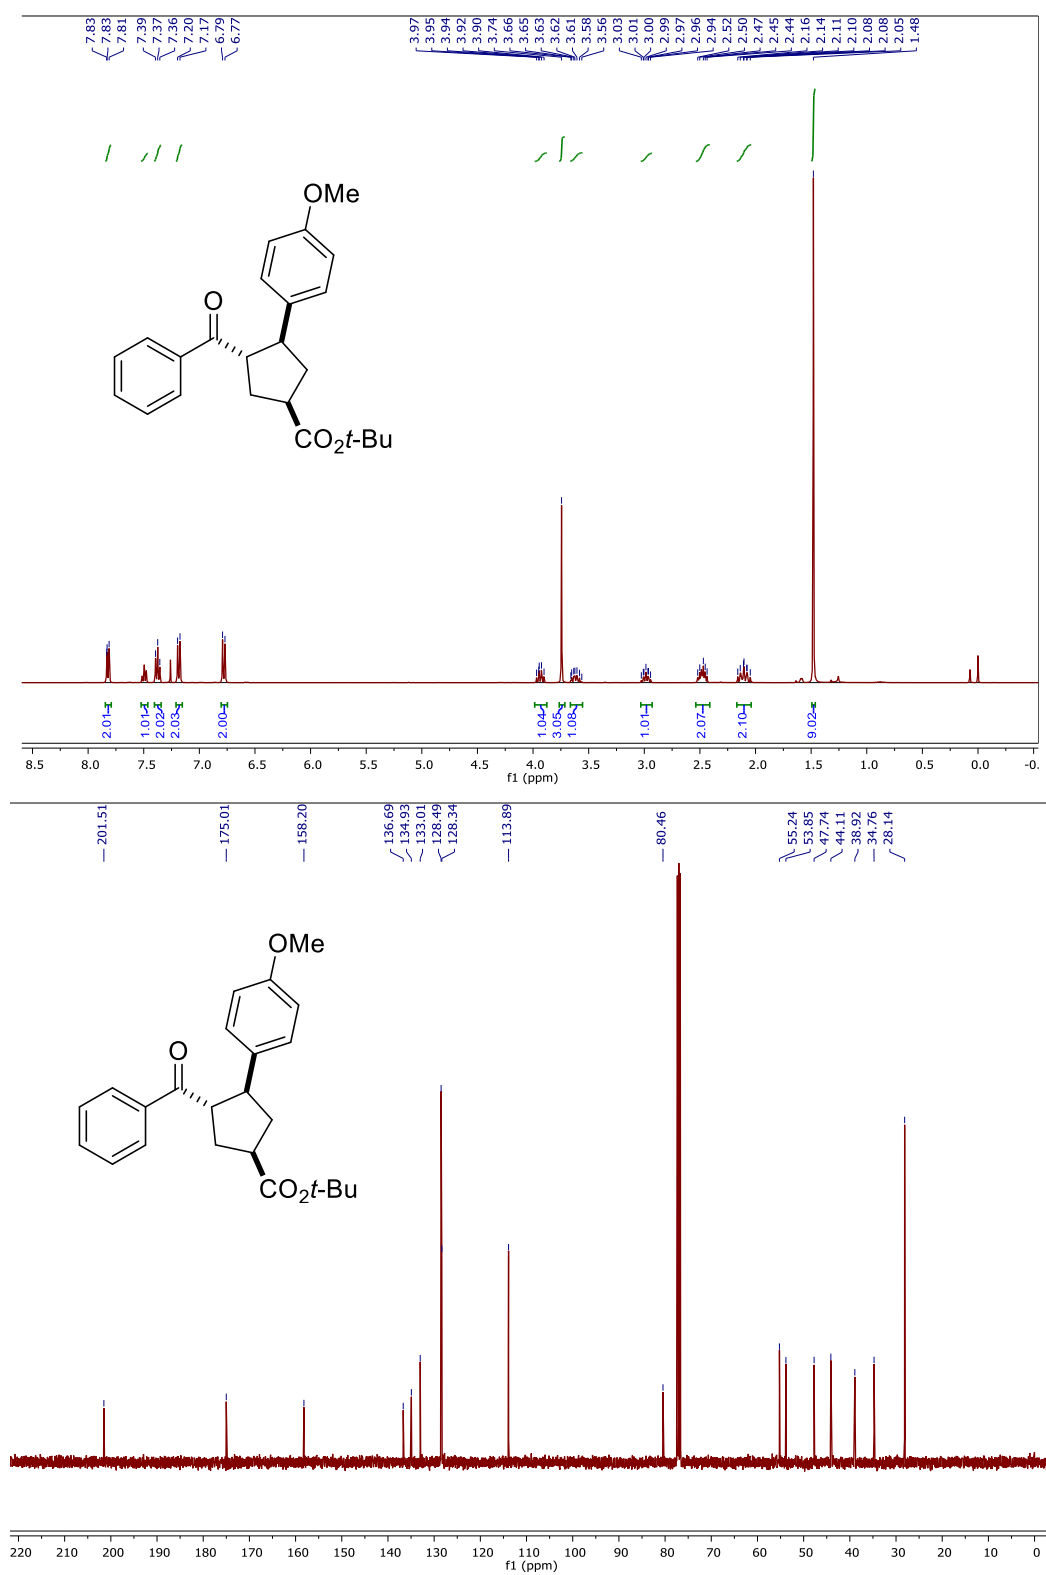 7.83 7.83 7.81 7.39 7.37 7.36 7.20 7.17 6.79 6.77 3.97 3.95 3.94 3.92 3.90 3.74 3.66 3.65 3.63 3.62 3.61 3.58 3.56 3.03 3.01 3.00 2.99 2.97 2.96 2.94 2.52 2.50 2.47 2.45 2.44 2.16 2.14 2.11 2.10 2.08 2.08 2.05 1.48
OMe
O
CO2t-Bu
2.01 1.01 2.02 2.03 2.00 1.04 3.05 1.08 1.01 2.07 2.10 9.02
8.5 8.0 7.5 7.0 6.5 6.0 5.5 5.0 4.5 4.0 3.5 3.0 2.5 2.0 1.5 1.0 0.5 0.0 -0.
f1 (ppm)
201.51 175.01 158.20 136.69 134.93 133.01 128.49 128.34 113.89 80.46 55.24 53.85 47.74 44.11 38.92 34.76 28.14
OMe
O
CO2t-Bu
220 210 200 190 180 170 160 150 140 130 120 110 100 90 80 70 60 50 40 30 20 10 0
f1 (ppm)